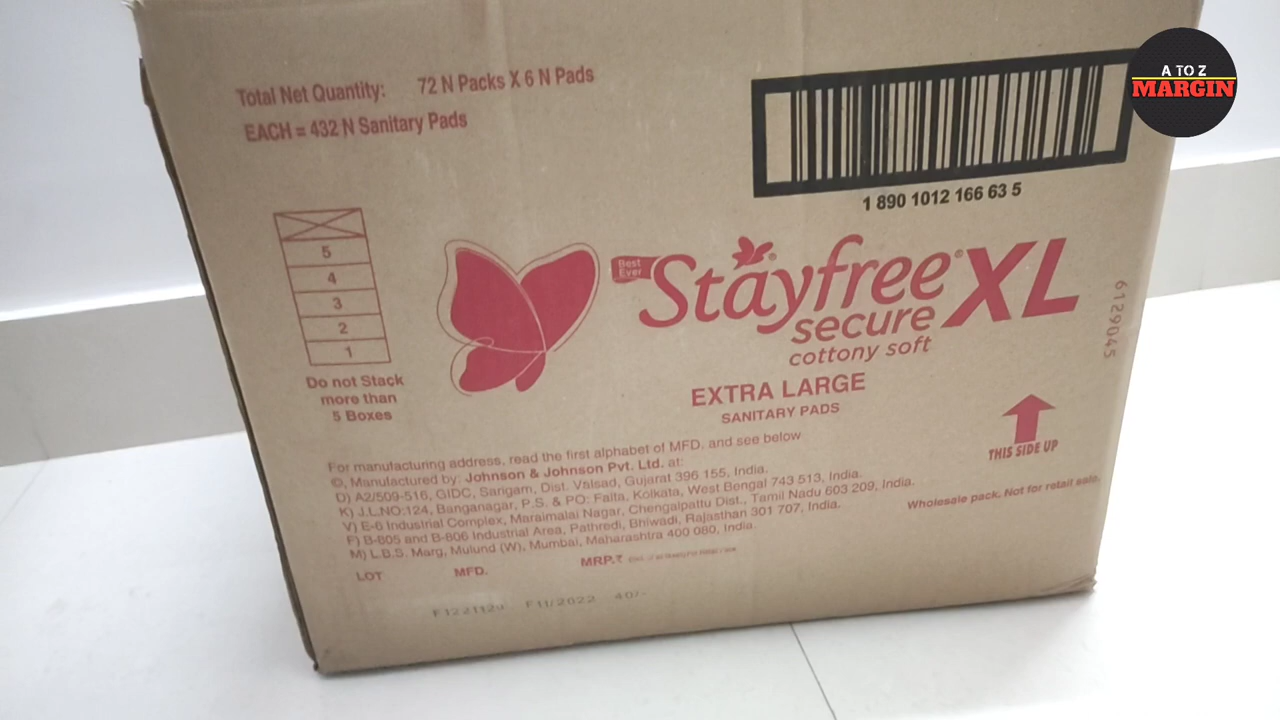 A TO Z
MARGIN
Total Net Quantity: 72 N Packs X 6 N Pads
EACH = 432 N Sanitary Pads
1 890 1012 166 63 5
5
4
3
2
1
Do not Stack
more than
5 Boxes
Best
Ever
Stayfree® XL
secure
cottony soft
EXTRA LARGE
SANITARY PADS
6129045
THIS SIDE UP
For manufacturing address, read the first alphabet of MFD. and see below
©, Manufactured by: Johnson & Johnson Pvt. Ltd. at:
D) A2/509-516, GIDC, Sarigam, Dist. Valsad, Gujarat 396 155, India.
K) J.L.NO:124, Banganagar, P.S. & PO: Falta, Kolkata, West Bengal 743 513, India.
V) E-6 Industrial Complex, Maraimalai Nagar, Chengalpattu Dist., Tamil Nadu 603 209, India.
F) B-805 and B-806 Industrial Area, Pathredi, Bhiwadi, Rajasthan 301 707, India.
M) L.B.S. Marg, Mulund (W), Mumbai, Maharashtra 400 080, India.
Wholesale pack. Not for retail sale.
LOT MFD. MRP.₹
F11/2022 40/-